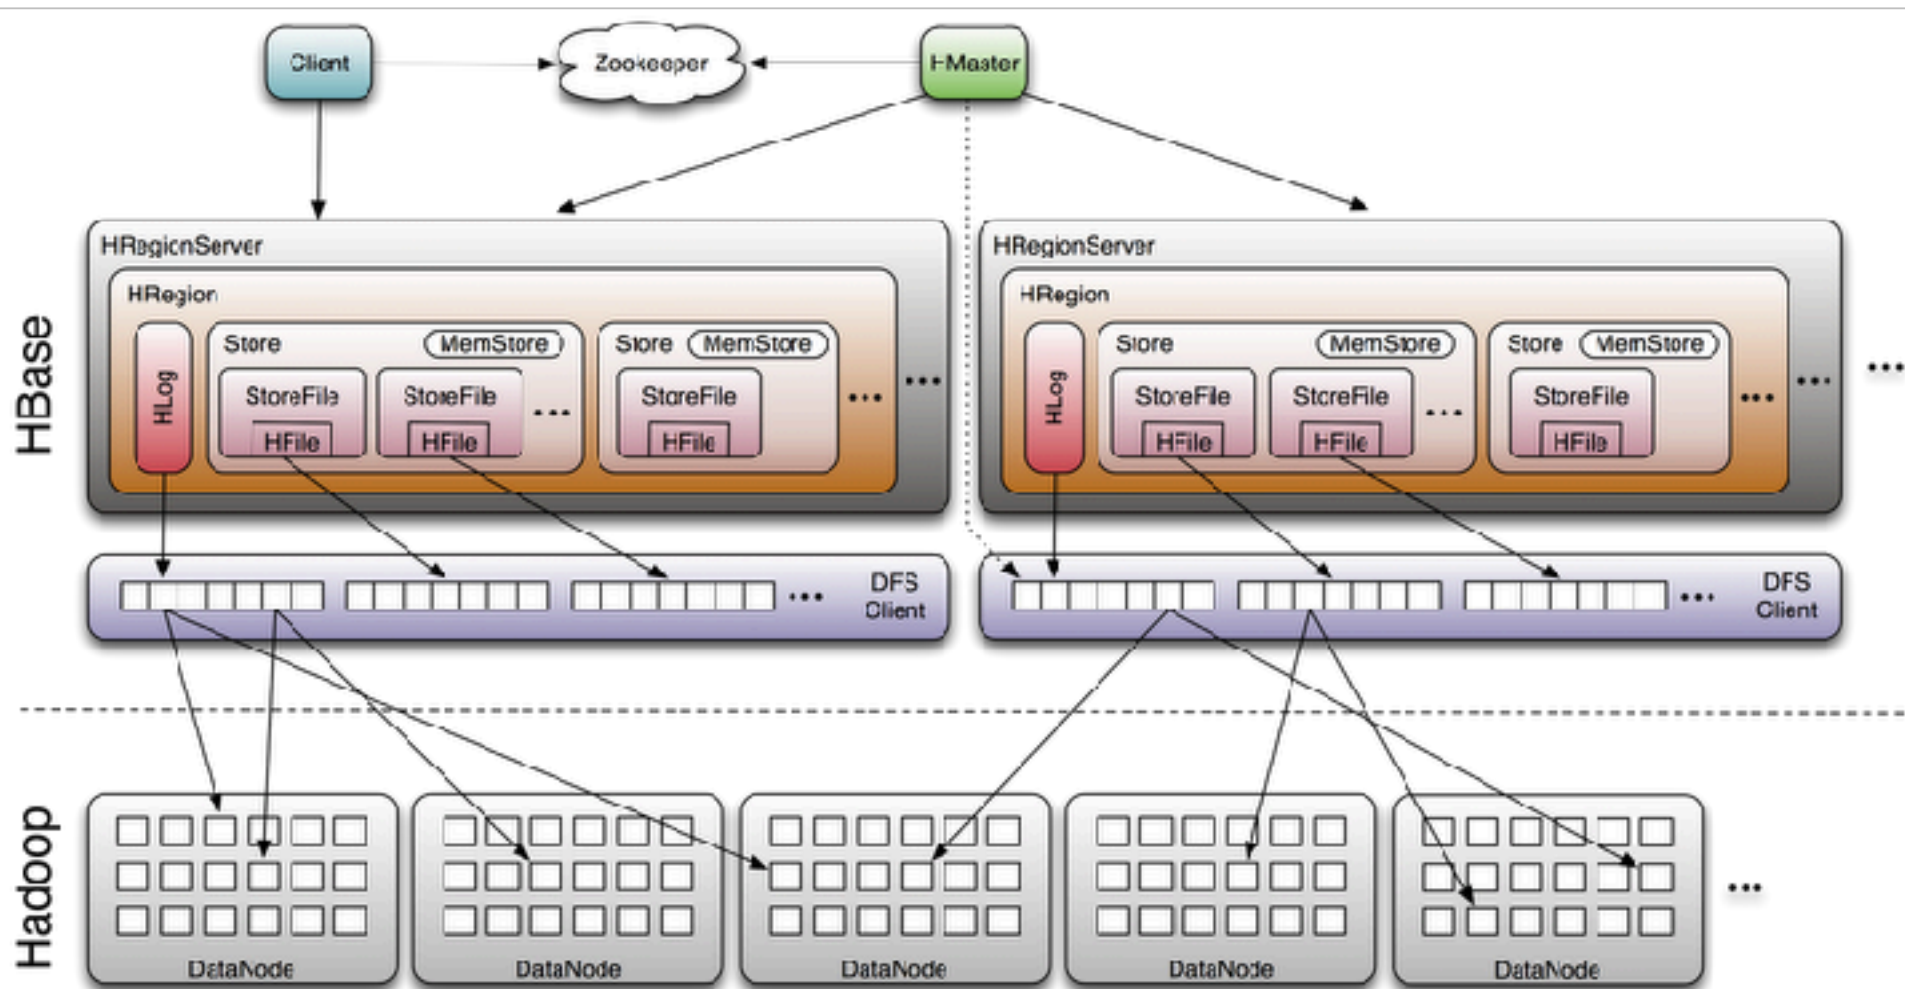 Client
Zookeeper
HMaster
HBase
HRegionServer
HRegion
HLog
Store
MemStore
StoreFile
HFile
StoreFile
HFile
...
Store
MemStore
StoreFile
HFile
...
...
HRegionServer
HRegion
HLog
Store
MemStore
StoreFile
HFile
StoreFile
HFile
...
Store
MemStore
StoreFile
HFile
...
...
...
...
DFS
Client
...
DFS
Client
Hadoop
DataNode
DataNode
DataNode
DataNode
DataNode
...